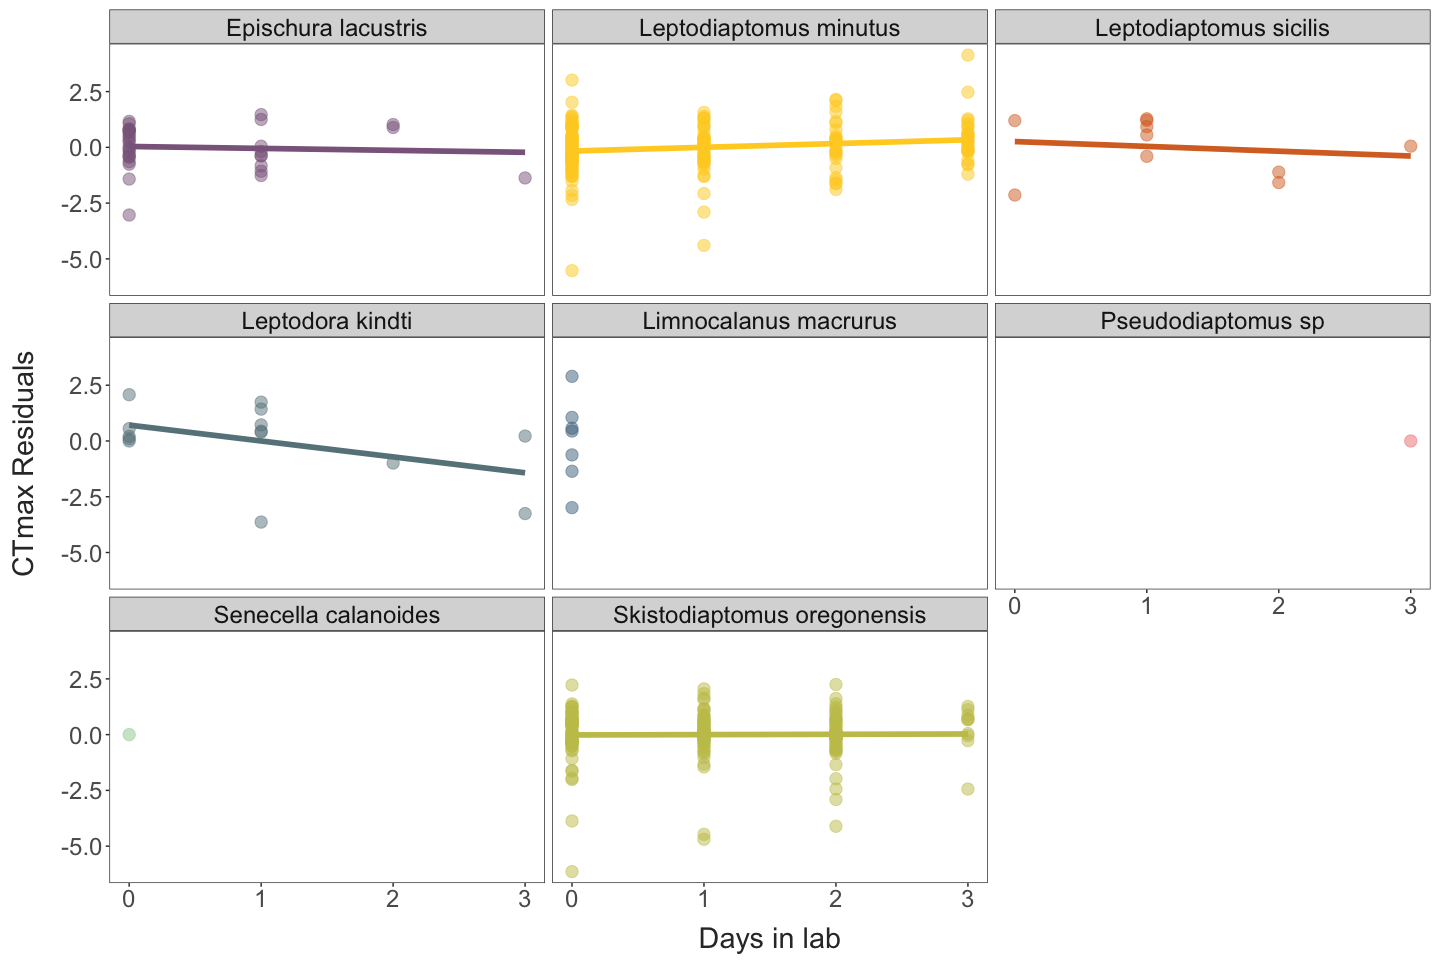 Epischura lacustris
Leptodiaptomus minutus
Leptodiaptomus sicilis
2.5
0.0
-2.5
-5.0
Leptodora kindti
Limnocalanus macrurus
Pseudodiaptomus sp
2.5
0.0
-2.5
-5.0
0 1 2 3
Senecella calanoides
Skistodiaptomus oregonensis
2.5
0.0
-2.5
-5.0
0 1 2 3
0 1 2 3
CTmax Residuals
Days in lab